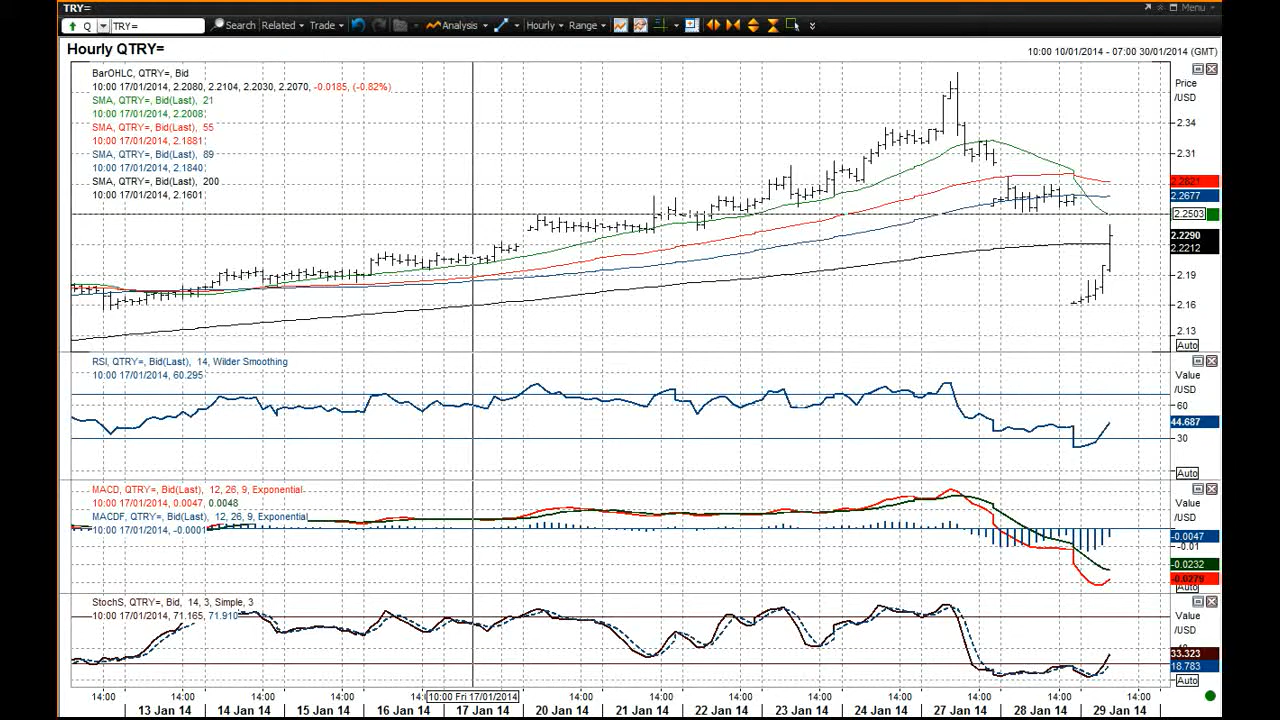 TRY=
Menu
Q TRY= Search Related Trade Analysis Hourly Range
Hourly QTRY=
10:00 10/01/2014 - 07:00 30/01/2014 (GMT)
BarOHLC, QTRY=, Bid
10:00 17/01/2014, 2.2080, 2.2104, 2.2030, 2.2070, -0.0185, (-0.82%)
SMA, QTRY=, Bid(Last), 21
10:00 17/01/2014, 2.2008
SMA, QTRY=, Bid(Last), 55
10:00 17/01/2014, 2.1881
SMA, QTRY=, Bid(Last), 89
10:00 17/01/2014, 2.1840
SMA, QTRY=, Bid(Last), 200
10:00 17/01/2014, 2.1601
Price
/USD
2.34
2.31
2.2821
2.2677
2.2503
2.2290
2.2212
2.19
2.16
2.13
Auto
RSI, QTRY=, Bid(Last), 14, Wilder Smoothing
10:00 17/01/2014, 60.295
Value
/USD
60
44.687
30
Auto
MACD, QTRY=, Bid(Last), 12, 26, 9, Exponential
10:00 17/01/2014, 0.0047 0.0048
MACDF, QTRY=, Bid(Last), 12, 26, 9, Exponential
10:00 17/01/2014, -0.0001
Value
/USD
-0.0047
-0.01
-0.0232
-0.0279
Auto
StochS, QTRY=, Bid, 14, 3, Simple, 3
10:00 17/01/2014, 71.165, 71.910
Value
/USD
33.323
18.783
Auto
14:00 14:00 14:00 14:00 14:00 10:00 Fri 17/01/2014 14:00 14:00 14:00 14:00 14:00 14:00 14:00 14:00
13 Jan 14 14 Jan 14 15 Jan 14 16 Jan 14 17 Jan 14 20 Jan 14 21 Jan 14 22 Jan 14 23 Jan 14 24 Jan 14 27 Jan 14 28 Jan 14 29 Jan 14